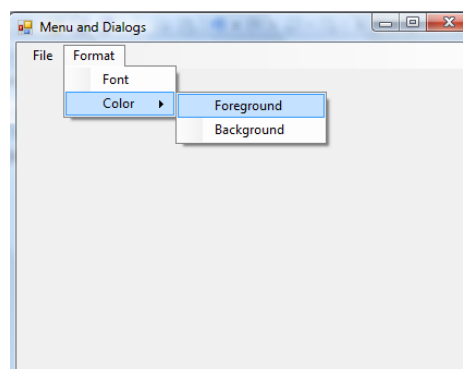 Menu and Dialogs
File Format
Font
Color
Foreground
Background